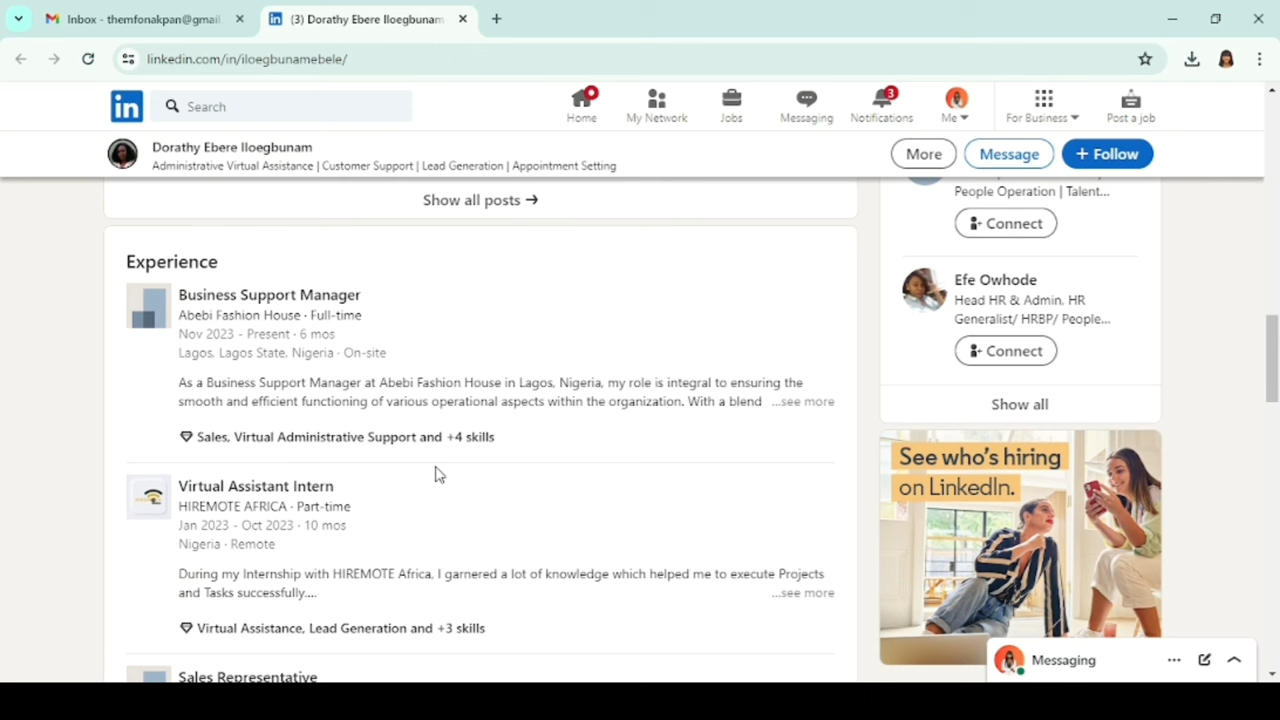 Inbox - themfonakpan@gmail.
(3) Dorathy Ebere Iloegbunam
linkedin.com/in/iloegbunamebele/
in
Search
Home
My Network
Jobs
Messaging
3
Notifications
Me
For Business
Post a job
Dorathy Ebere Iloegbunam
Administrative Virtual Assistance | Customer Support | Lead Generation | Appointment Setting
More
Message
+ Follow
Show all posts →
Experience
Business Support Manager
Abebi Fashion House · Full-time
Nov 2023 - Present · 6 mos
Lagos, Lagos State, Nigeria · On-site
As a Business Support Manager at Abebi Fashion House in Lagos, Nigeria, my role is integral to ensuring the
smooth and efficient functioning of various operational aspects within the organization. With a blend ...see more
Sales, Virtual Administrative Support and +4 skills
Virtual Assistant Intern
HIREMOTE AFRICA · Part-time
Jan 2023 - Oct 2023 · 10 mos
Nigeria · Remote
During my Internship with HIREMOTE Africa, I garnered a lot of knowledge which helped me to execute Projects
and Tasks successfully.... ...see more
Virtual Assistance, Lead Generation and +3 skills
Sales Representative
People Operation | Talent...
Connect
Efe Owhode
Head HR & Admin. HR
Generalist/ HRBP/ People...
Connect
Show all
See who's hiring
on LinkedIn.
Messaging